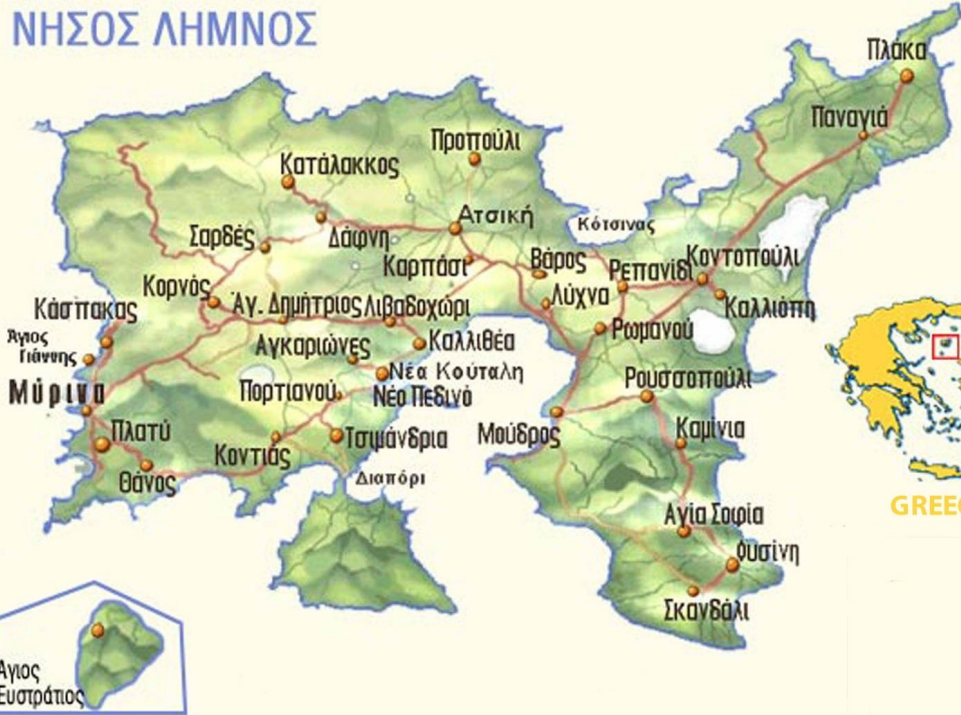 ΝΗΣΟΣ ΛΗΜΝΟΣ
Πλάκα
Παναγιά
Προπούλι
Κατάλακκος
Ατσική
Κότσινας
Σαρδές
Δάφνη
Καρπάσι
Βάρος
Ρεπανίδι
Κοντοπούλι
Κορνός
Άγ. Δημήτριος
Λιβαδοχώρι
Λύχνα
Καλλιόπη
Κάσπακας
Ρωμανού
Άγιος
Γιάννης
Αγκαριώνες
Καλλιθέα
Μύρινα
Νέα Κούταλη
Πορτιανού
Νέο Πεδινό
Ρουσσοπούλι
Πλατύ
Κοντιάς
Τσιμάνδρια
Μούδρος
Καμίνια
Θάνος
Διαπόρι
Αγία Σοφία
Φυσίνη
Σκανδάλι
Άγιος
Ευστράτιος
GREEC